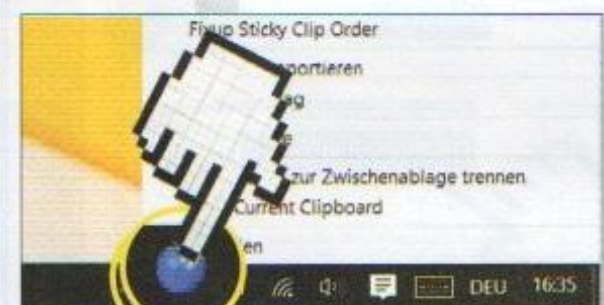 Fixup Sticky Clip Order
portieren
ag
e
zur Zwischenablage trennen
Current Clipboard
en
DEU 16:35